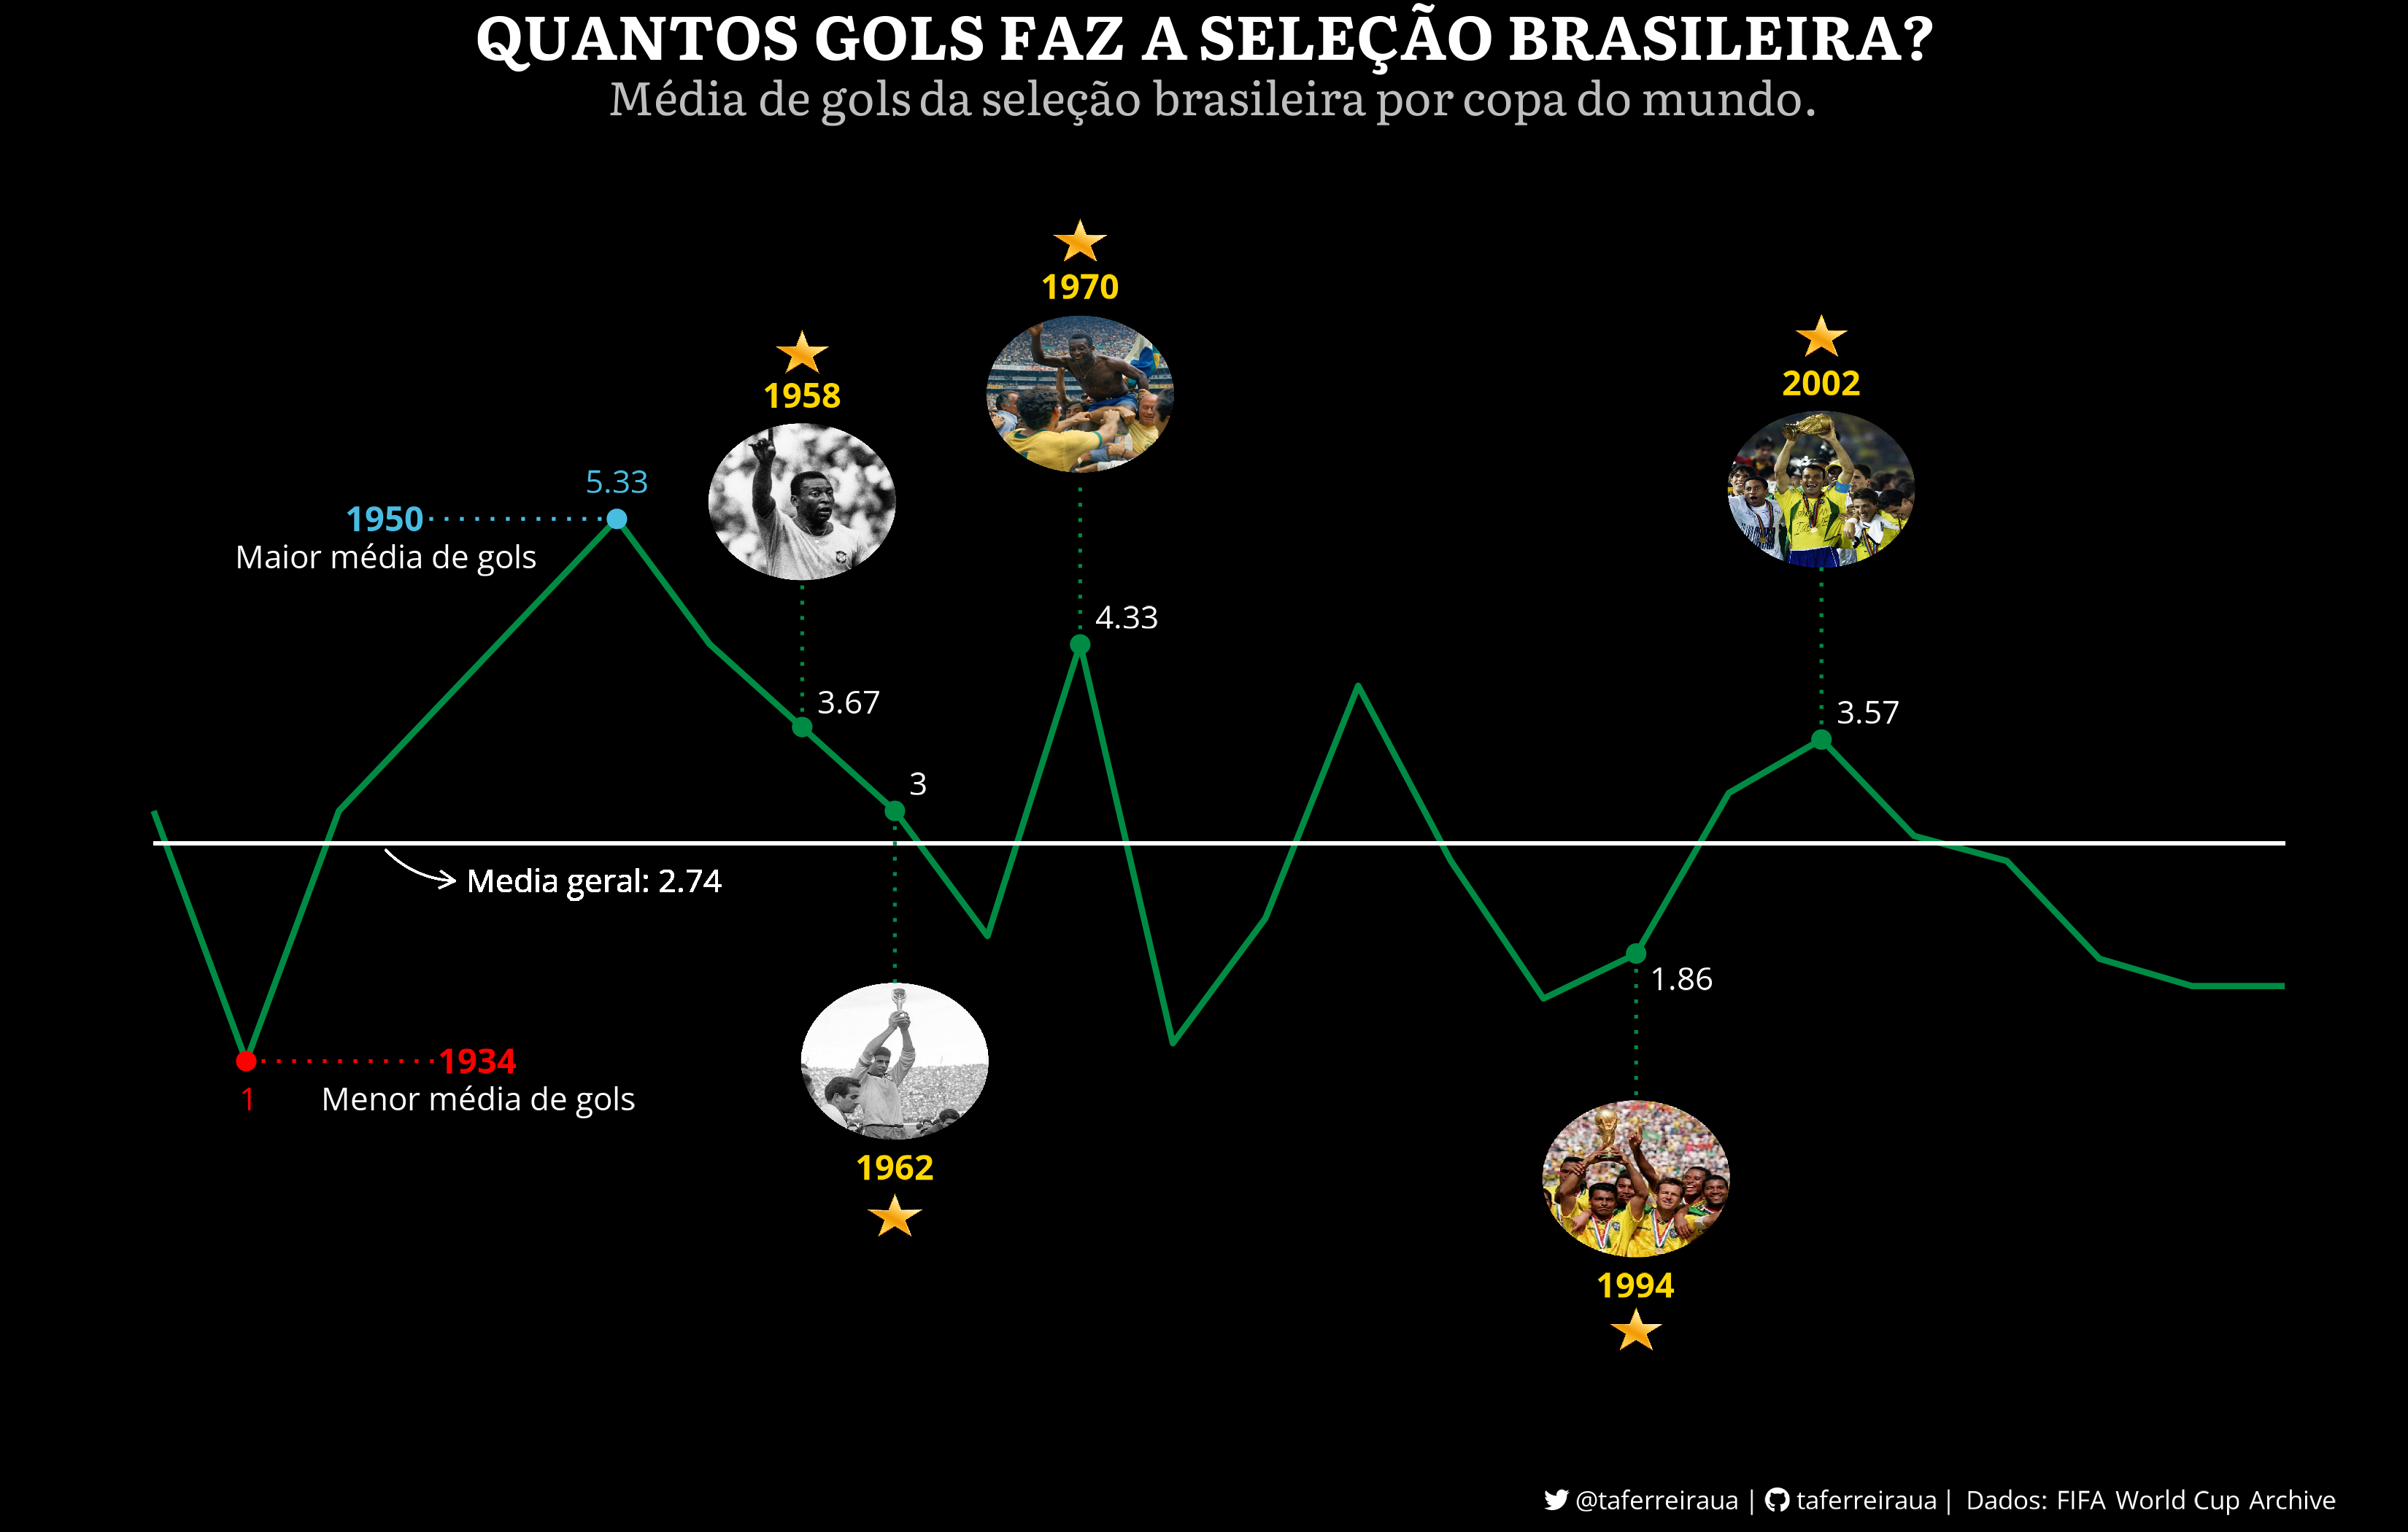 QUANTOS GOLS FAZ A SELEÇÃO BRASILEIRA?
Média de gols da seleção brasileira por copa do mundo.
1970
1958
2002
5.33
1950
Maior média de gols
4.33
3.67
3.57
3
Media geral: 2.74
1.86
1934
1
Menor média de gols
1962
1994
@taferreiraua | taferreiraua | Dados: FIFA World Cup Archive